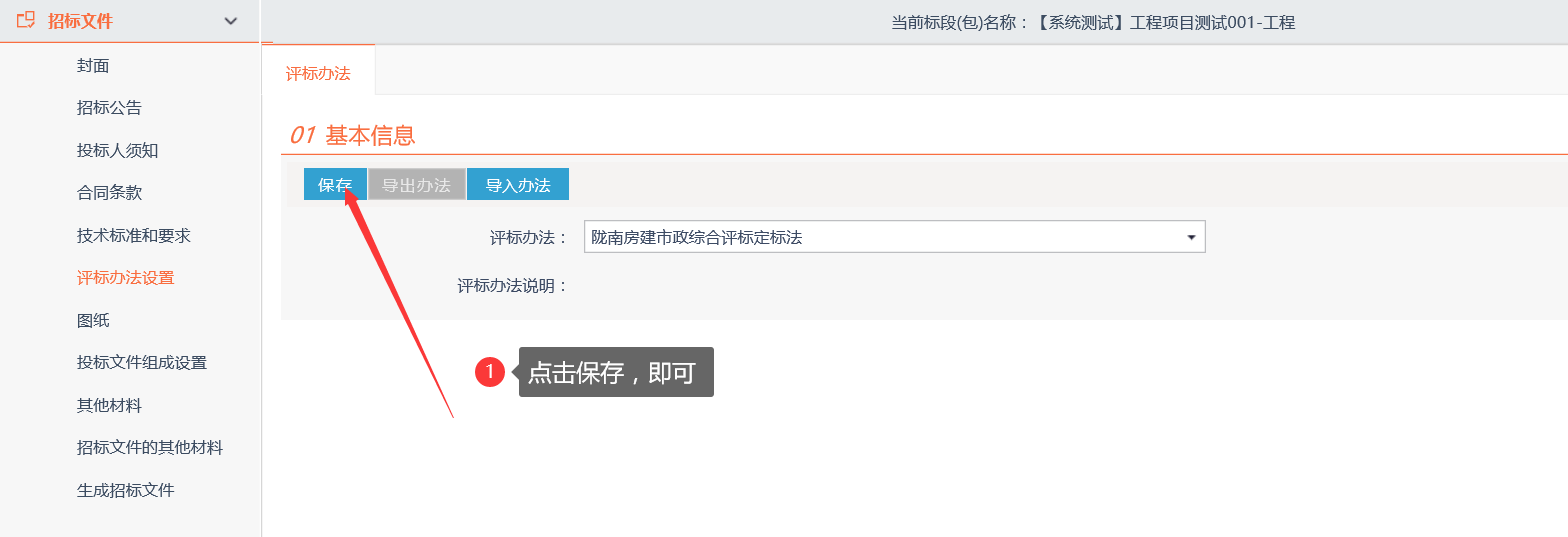 招标文件
当前标段(包)名称：【系统测试】工程项目测试001-工程
封面
招标公告
投标人须知
合同条款
技术标准和要求
评标办法设置
图纸
投标文件组成设置
其他材料
招标文件的其他材料
生成招标文件
评标办法
01 基本信息
保存 导出办法 导入办法
评标办法： 陇南房建市政综合评标定标法
评标办法说明：
1 点击保存，即可